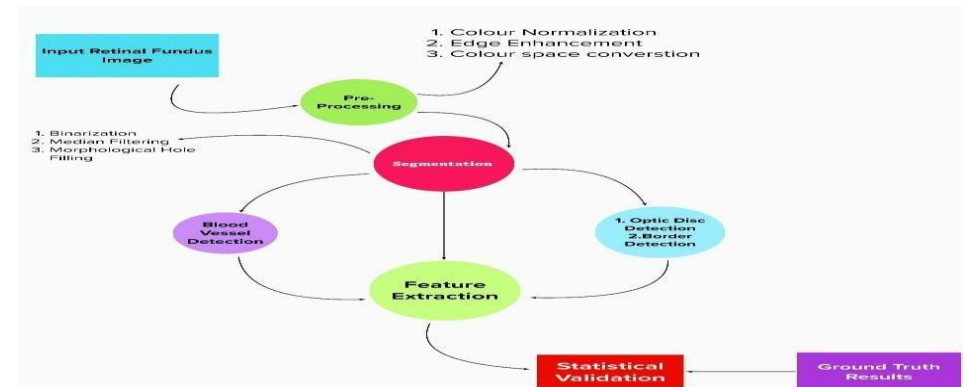 Input Retinal Fundus
Image
1. Colour Normalization
2. Edge Enhancement
3. Colour space converstion
Pre-
Processing
1. Binarization
2. Median Filtering
3. Morphological Hole
Filling
Segmentation
Blood
Vessel
Detection
1. Optic Disc
Detection
2.Border
Detection
Feature
Extraction
Statistical
Validation
Ground Truth
Results